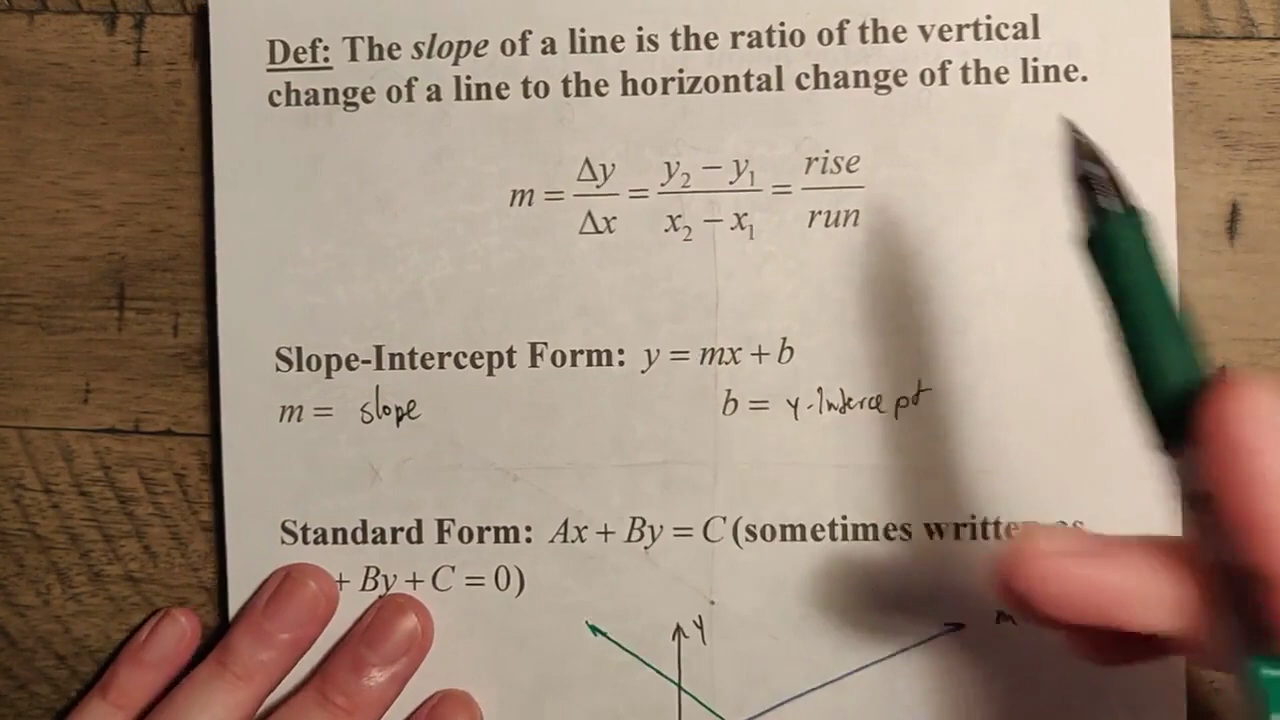 Def: The slope of a line is the ratio of the vertical
change of a line to the horizontal change of the line.
m = Δy/Δx = (y₂ − y₁)/(x₂ − x₁) = rise/run
Slope-Intercept Form: y = mx + b
m = slope b = y-Intercept
Standard Form: Ax + By = C (sometimes written as
+ By + C = 0)
y
m